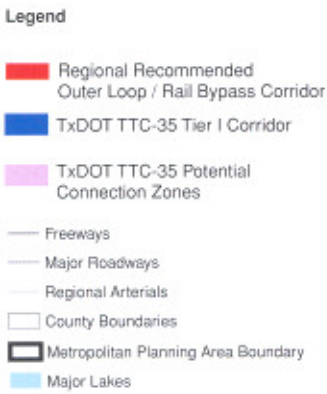 Legend
Regional Recommended
Outer Loop / Rail Bypass Corridor
TxDOT TTC-35 Tier I Corridor
TxDOT TTC-35 Potential
Connection Zones
Freeways
Major Roadways
Regional Arterials
County Boundaries
Metropolitan Planning Area Boundary
Major Lakes